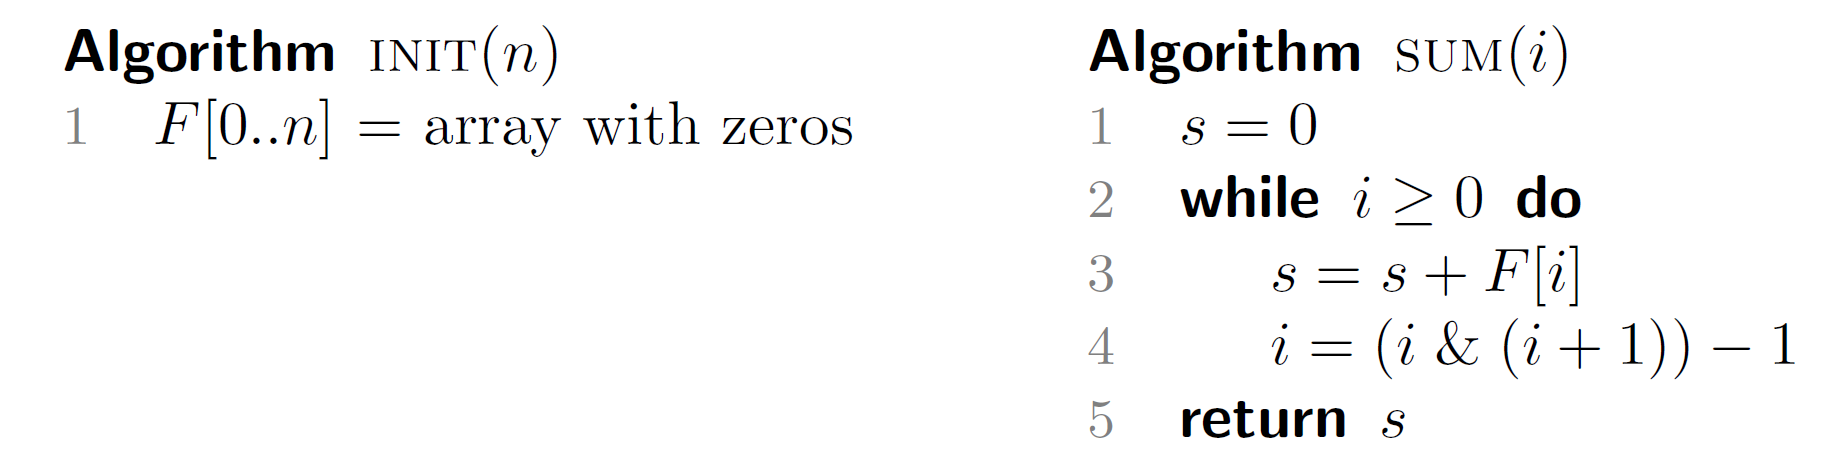 Algorithm INIT(n)
1 F[0..n] = array with zeros
Algorithm SUM(i)
1 s = 0
2 while i ≥ 0 do
3 s = s + F[i]
4 i = (i & (i + 1)) − 1
5 return s